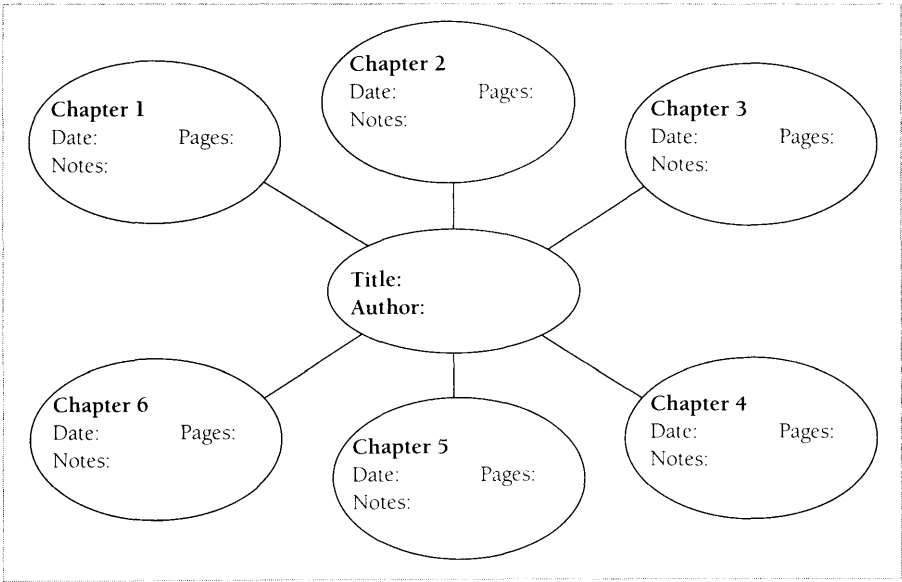 Chapter 1
Date: Pages:
Notes:
Chapter 2
Date: Pages:
Notes:
Chapter 3
Date: Pages:
Notes:
Title:
Author:
Chapter 6
Date: Pages:
Notes:
Chapter 5
Date: Pages:
Notes:
Chapter 4
Date: Pages:
Notes: